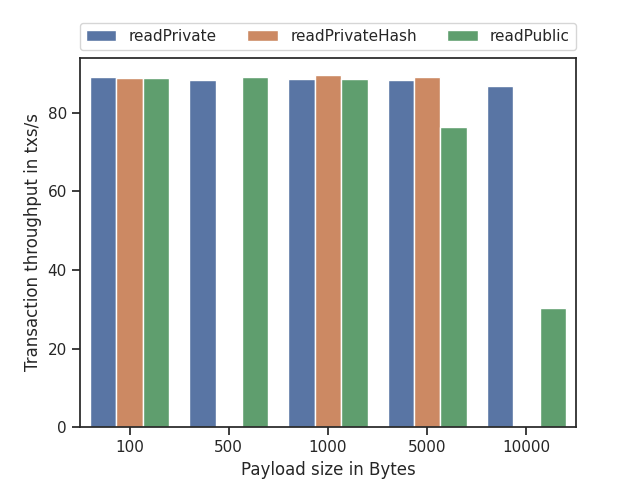 readPrivate readPrivateHash readPublic
Transaction throughput in txs/s
80
60
40
20
0
100 500 1000 5000 10000
Payload size in Bytes